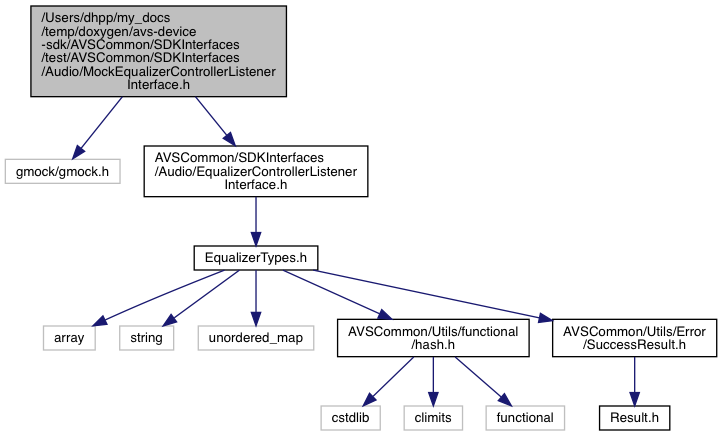 /Users/dhpp/my_docs
/temp/doxygen/avs-device
-sdk/AVSCommon/SDKInterfaces
/test/AVSCommon/SDKInterfaces
/Audio/MockEqualizerControllerListener
Interface.h
gmock/gmock.h
AVSCommon/SDKInterfaces
/Audio/EqualizerControllerListener
Interface.h
EqualizerTypes.h
array
string
unordered_map
AVSCommon/Utils/functional
/hash.h
AVSCommon/Utils/Error
/SuccessResult.h
cstdlib
climits
functional
Result.h